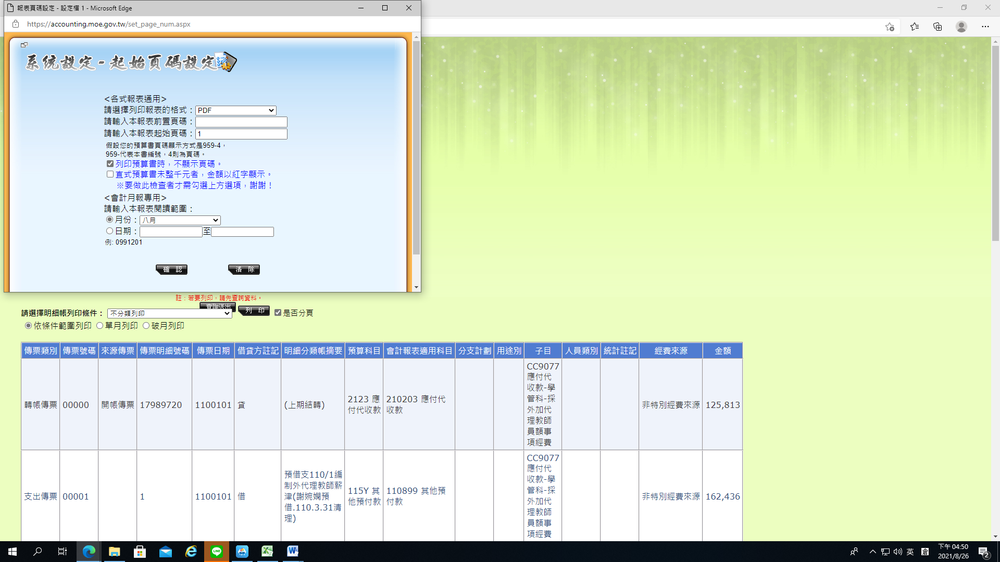 報表頁碼設定 - 設定檔 1 - Microsoft Edge
https://accounting.moe.gov.tw/set_page_num.aspx
系統設定-起始頁碼設定
<各式報表通用>
請選擇列印報表的格式：PDF
請輸入本報表前置頁碼：
請輸入本報表起始頁碼：1
假設您的預算書頁碼顯示方式是959-4，
959-代表本書編號，4則為頁碼。
列印預算書時，不顯示頁碼。
直式預算書未整千元者，金額以紅字顯示。
※要做此檢查者才需勾選上方選項，謝謝！
<會計月報專用>
請輸入本報表閱讀範圍：
月份：八月
日期：至
例: 0991201
確 認 清 除
註：若要列印，請先查詢資料。
查詢送出
請選擇明細帳列印條件： 不分類列印 列 印 是否分頁
依條件範圍列印 單月列印 破月列印
傳票類別 傳票號碼 來源傳票 傳票明細號碼 傳票日期 借貸方註記 明細分類帳摘要 預算科目 會計報表適用科目 分支計劃 用途別 子目 人員類別 統計註記 經費來源 金額
轉帳傳票 00000 開帳傳票 17989720 1100101 貸 (上期結轉)
2123 應
付代收款
210203 應付代
收款
CC9077
應付代
收款-學
管科-採
外加代
理教師
員額事
項經費
非特別經費來源 125,813
支出傳票 00001 1 1100101 借
預借支110/1編
制外代理教師薪
津(謝婉嫻預
借.110.3.31清
理)
115Y 其
他預付款
110899 其他預
付款
CC9077
應付代
收款-學
管科-採
外加代
理教師
員額事
項經費
非特別經費來源 162,436
英 下午 04:50
2021/8/26
2